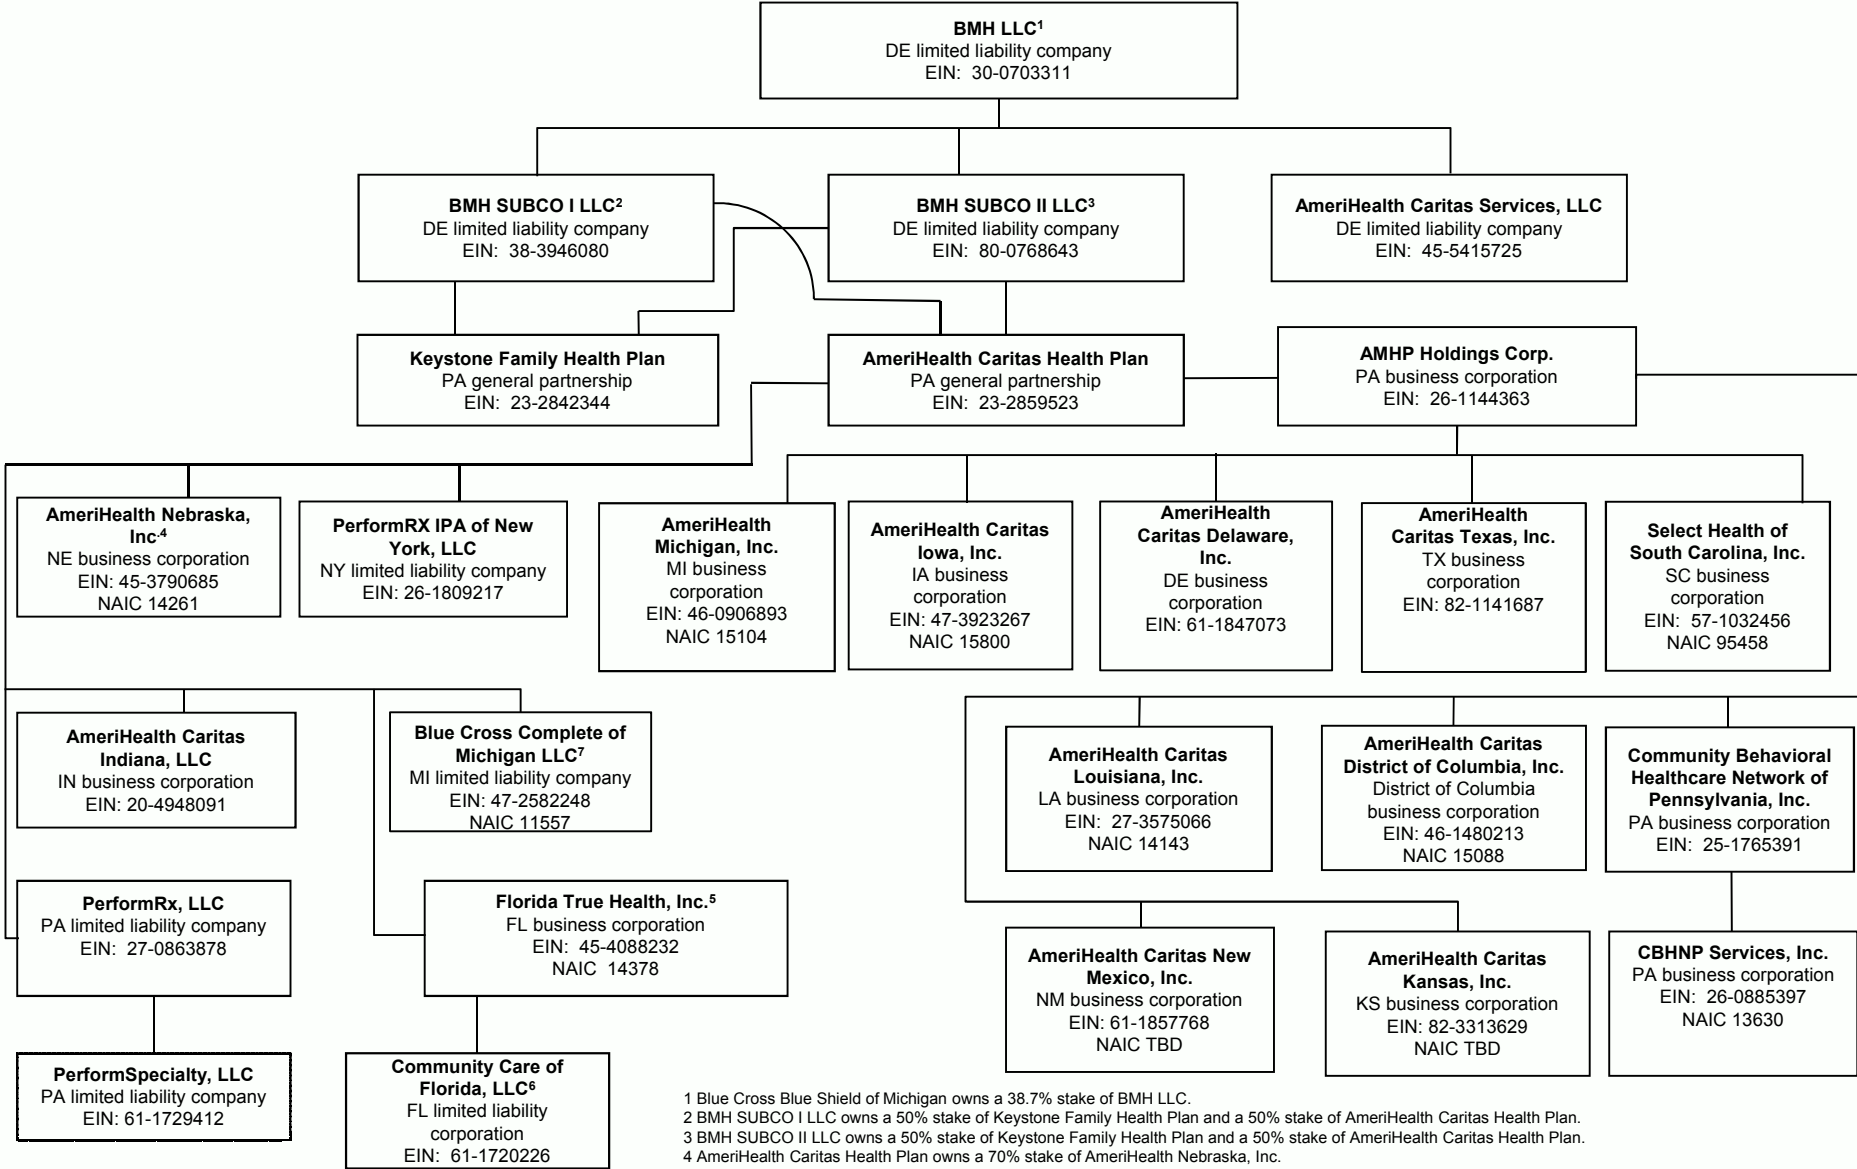 BMH LLC1
DE limited liability company
EIN: 30-0703311
BMH SUBCO I LLC2
DE limited liability company
EIN: 38-3946080
BMH SUBCO II LLC3
DE limited liability company
EIN: 80-0768643
AmeriHealth Caritas Services, LLC
DE limited liability company
EIN: 45-5415725
Keystone Family Health Plan
PA general partnership
EIN: 23-2842344
AmeriHealth Caritas Health Plan
PA general partnership
EIN: 23-2859523
AMHP Holdings Corp.
PA business corporation
EIN: 26-1144363
AmeriHealth Nebraska,
Inc.4
NE business corporation
EIN: 45-3790685
NAIC 14261
PerformRX IPA of New
York, LLC
NY limited liability company
EIN: 26-1809217
AmeriHealth
Michigan, Inc.
MI business
corporation
EIN: 46-0906893
NAIC 15104
AmeriHealth Caritas
Iowa, Inc.
IA business
corporation
EIN: 47-3923267
NAIC 15800
AmeriHealth
Caritas Delaware,
Inc.
DE business
corporation
EIN: 61-1847073
AmeriHealth
Caritas Texas, Inc.
TX business
corporation
EIN: 82-1141687
Select Health of
South Carolina, Inc.
SC business
corporation
EIN: 57-1032456
NAIC 95458
AmeriHealth Caritas
Indiana, LLC
IN business corporation
EIN: 20-4948091
Blue Cross Complete of
Michigan LLC7
MI limited liability company
EIN: 47-2582248
NAIC 11557
AmeriHealth Caritas
Louisiana, Inc.
LA business corporation
EIN: 27-3575066
NAIC 14143
AmeriHealth Caritas
District of Columbia, Inc.
District of Columbia
business corporation
EIN: 46-1480213
NAIC 15088
Community Behavioral
Healthcare Network of
Pennsylvania, Inc.
PA business corporation
EIN: 25-1765391
PerformRx, LLC
PA limited liability company
EIN: 27-0863878
Florida True Health, Inc.5
FL business corporation
EIN: 45-4088232
NAIC 14378
AmeriHealth Caritas New
Mexico, Inc.
NM business corporation
EIN: 61-1857768
NAIC TBD
AmeriHealth Caritas
Kansas, Inc.
KS business corporation
EIN: 82-3313629
NAIC TBD
CBHNP Services, Inc.
PA business corporation
EIN: 26-0885397
NAIC 13630
PerformSpecialty, LLC
PA limited liability company
EIN: 61-1729412
Community Care of
Florida, LLC6
FL limited liability
corporation
EIN: 61-1720226
1 Blue Cross Blue Shield of Michigan owns a 38.7% stake of BMH LLC.
2 BMH SUBCO I LLC owns a 50% stake of Keystone Family Health Plan and a 50% stake of AmeriHealth Caritas Health Plan.
3 BMH SUBCO II LLC owns a 50% stake of Keystone Family Health Plan and a 50% stake of AmeriHealth Caritas Health Plan.
4 AmeriHealth Caritas Health Plan owns a 70% stake of AmeriHealth Nebraska, Inc.